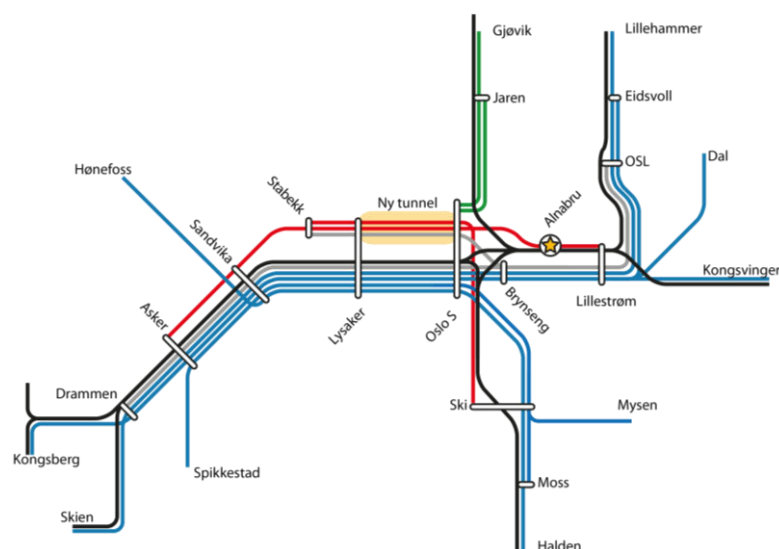 Gjøvik
Lillehammer
Jaren
Eidsvoll
Hønefoss
OSL
Dal
Stabekk
Ny tunnel
Alnabru
Sandvika
Kongsvinger
Asker
Lysaker
Oslo S
Brynseng
Lillestrøm
Drammen
Ski
Mysen
Kongsberg
Spikkestad
Moss
Skien
Halden